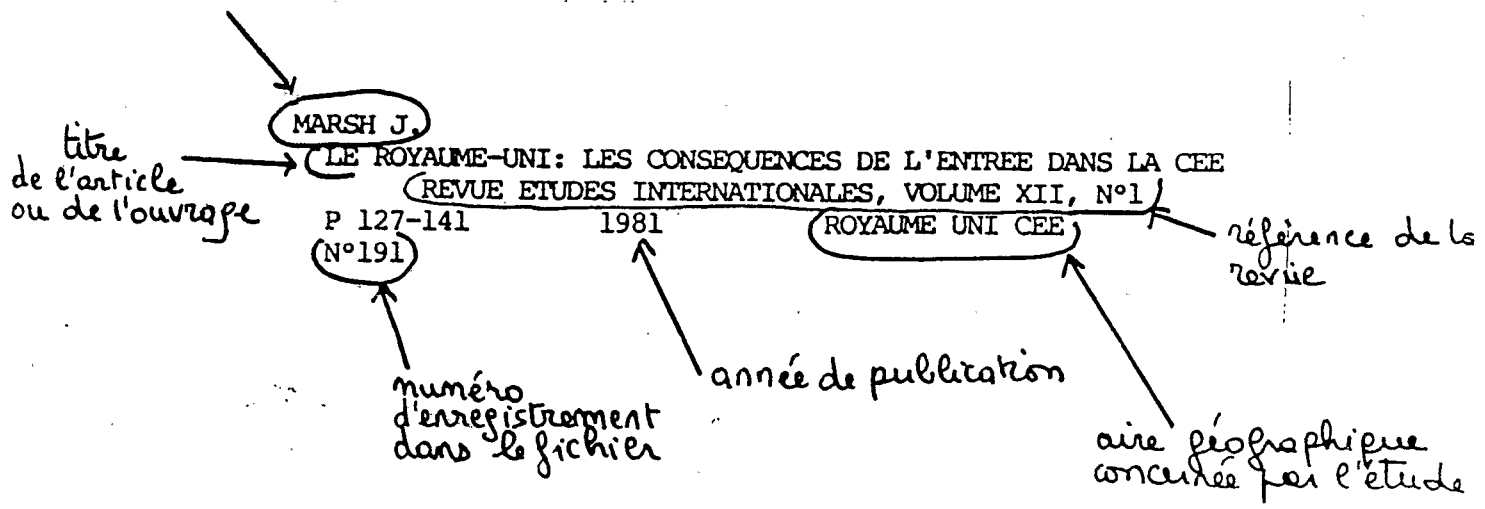 MARSH J.
titre
de l'article
ou de l'ouvrage
LE ROYAUME-UNI: LES CONSEQUENCES DE L'ENTREE DANS LA CEE
REVUE ETUDES INTERNATIONALES, VOLUME XII, N°1
P 127-141 1981 ROYAUME UNI CEE
N°191
référence de la
revüe
numéro
d'enregistrement
dans le fichier
année de publication
aire géographique
concernée par l'étude